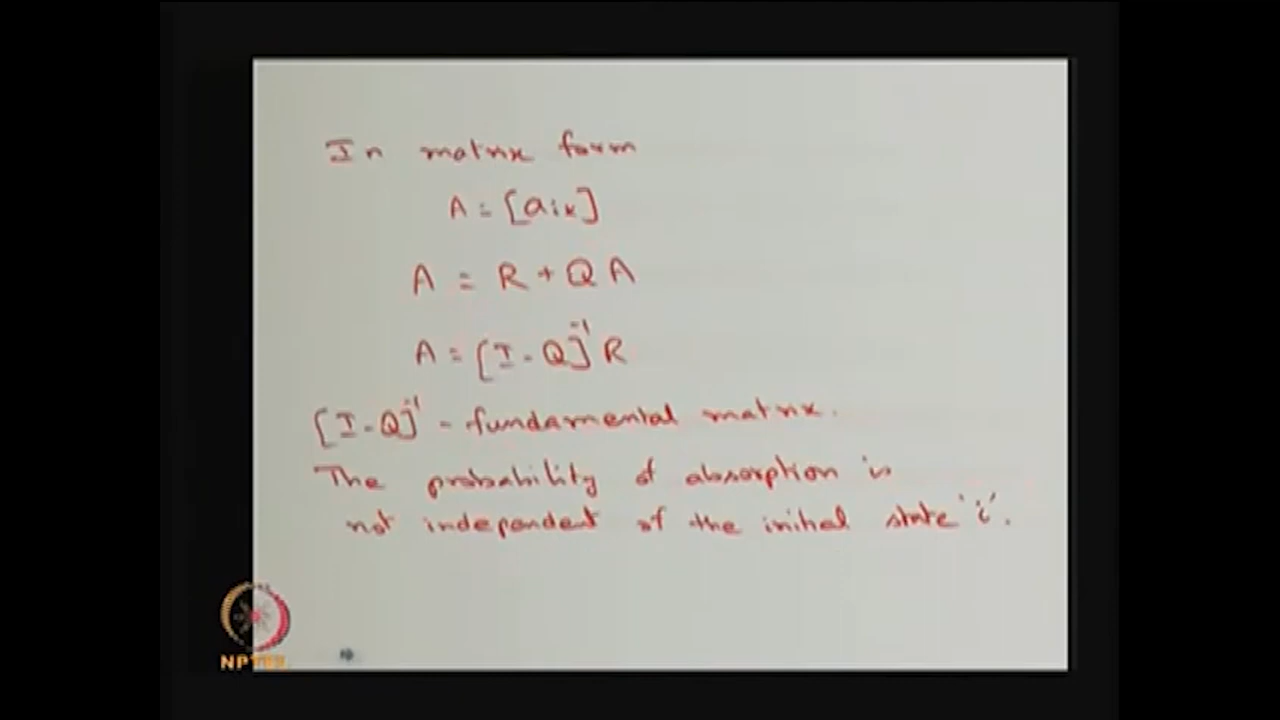 In matrix form
A = [aik]
A = R + QA
A = [I - Q]⁻¹ R
[I - Q]⁻¹ - fundamental matrix.
The probability of absorption is
not independent of the initial state 'i'.
NPTEL